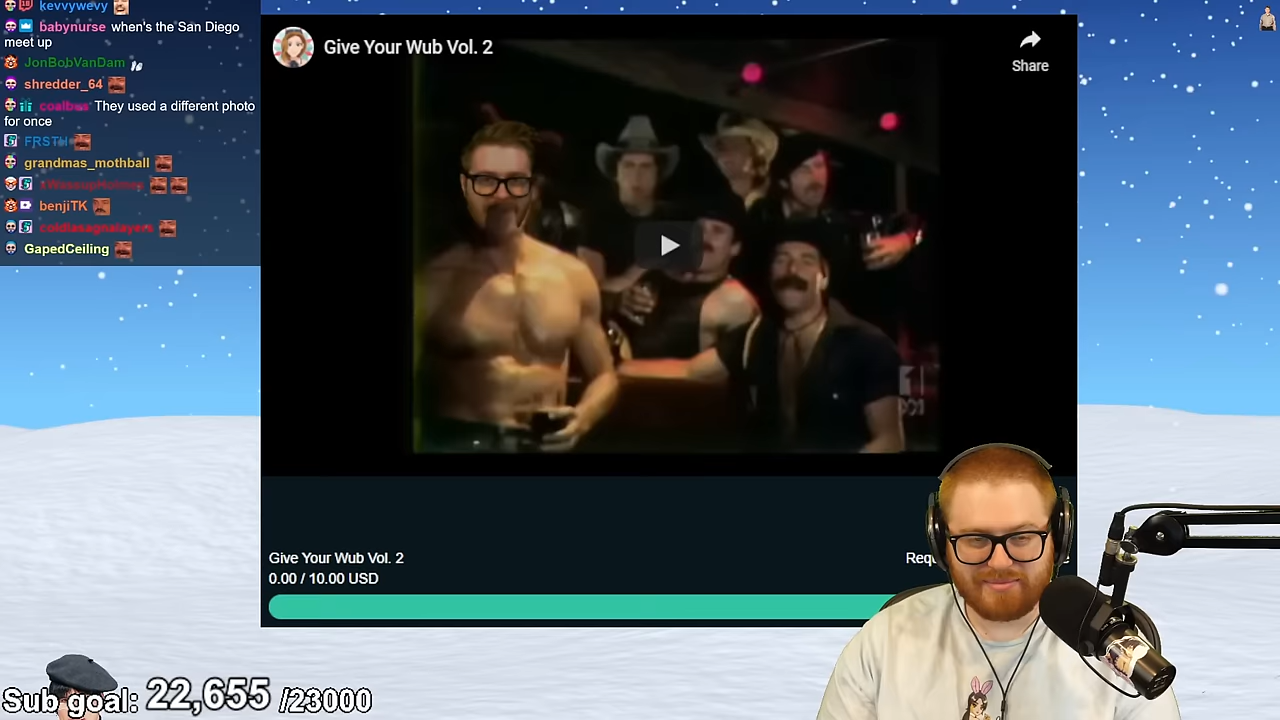 kevvywevy
babynurse when's the San Diego
meet up
JonBobVanDam
shredder_64
coalbus They used a different photo
for once
FRSTH
grandmas_mothball
benjiTK
coldlasagnalayers
GapedCeiling
Give Your Wub Vol. 2
Share
Give Your Wub Vol. 2
0.00 / 10.00 USD
Sub goal: 22,655 /23000